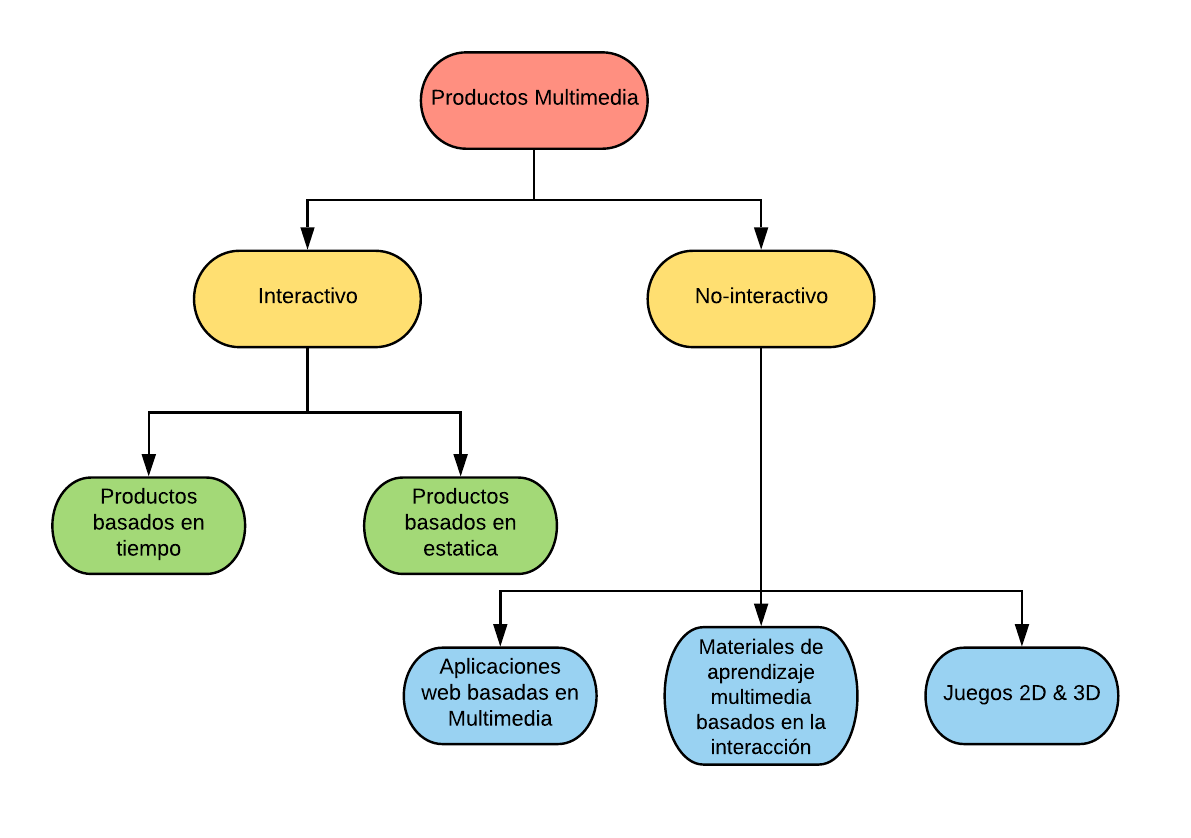 Productos Multimedia
Interactivo
No-interactivo
Productos
basados en
tiempo
Productos
basados en
estatica
Aplicaciones
web basadas en
Multimedia
Materiales de
aprendizaje
multimedia
basados en la
interacción
Juegos 2D & 3D